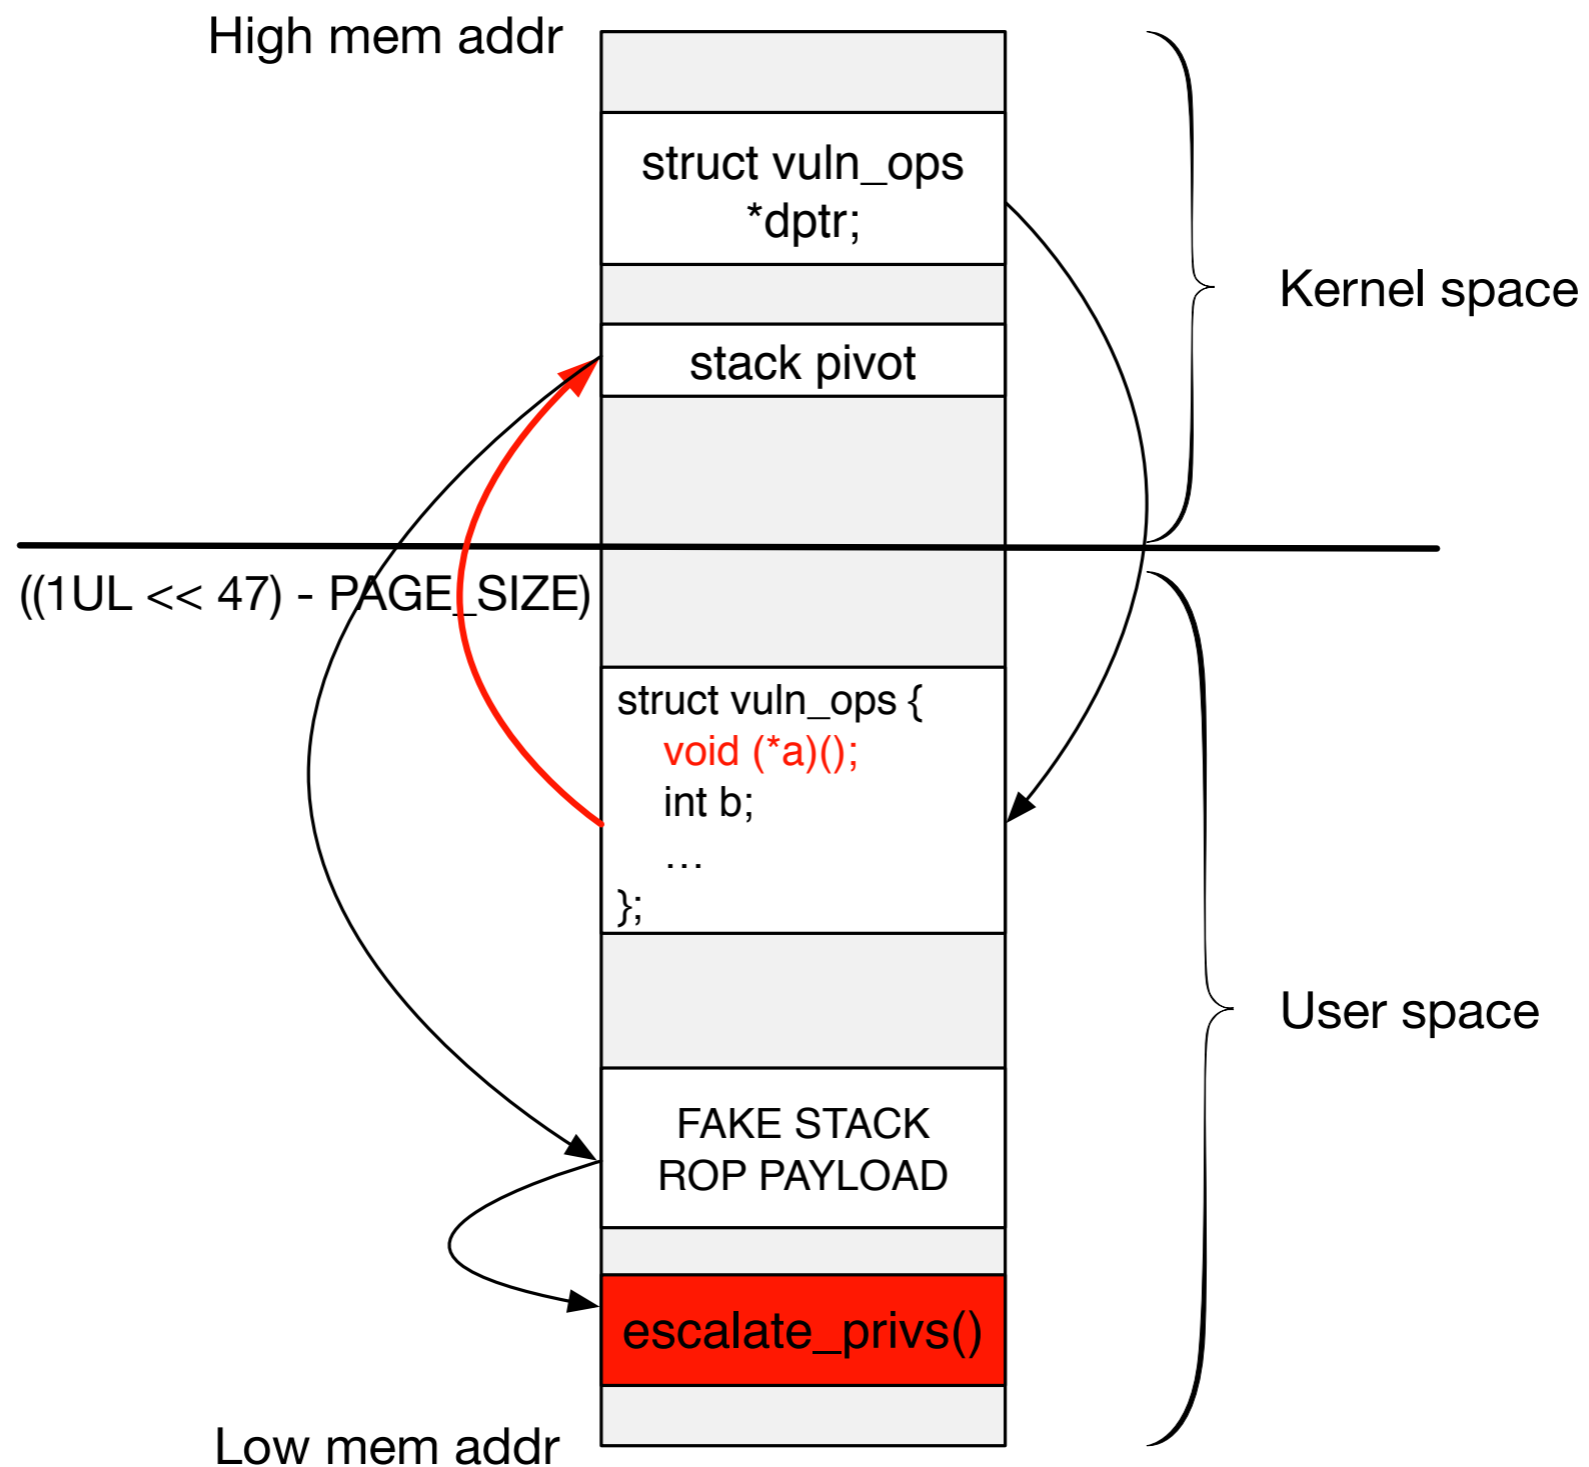 High mem addr
struct vuln_ops
*dptr;
Kernel space
stack pivot
((1UL << 47) - PAGE_SIZE)
struct vuln_ops {
void (*a)();
int b;
…
};
User space
FAKE STACK
ROP PAYLOAD
escalate_privs()
Low mem addr